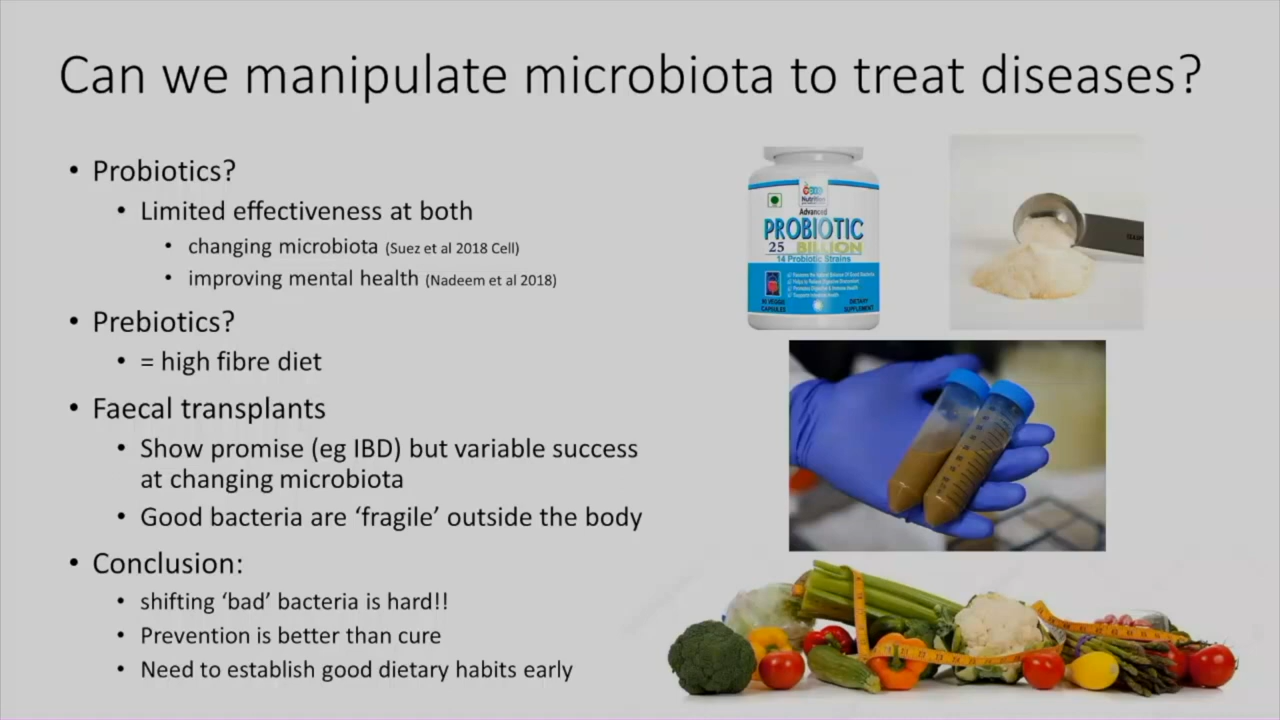 Can we manipulate microbiota to treat diseases?
• Probiotics?
• Limited effectiveness at both
• changing microbiota (Suez et al 2018 Cell)
• improving mental health (Nadeem et al 2018)
• Prebiotics?
• = high fibre diet
• Faecal transplants
• Show promise (eg IBD) but variable success
at changing microbiota
• Good bacteria are ‘fragile’ outside the body
• Conclusion:
• shifting ‘bad’ bacteria is hard!!
• Prevention is better than cure
• Need to establish good dietary habits early
Nutrition
Advanced
PROBIOTIC
25 BILLION
14 Probiotic Strains
DIETARY
SUPPLEMENT
CAPSULES